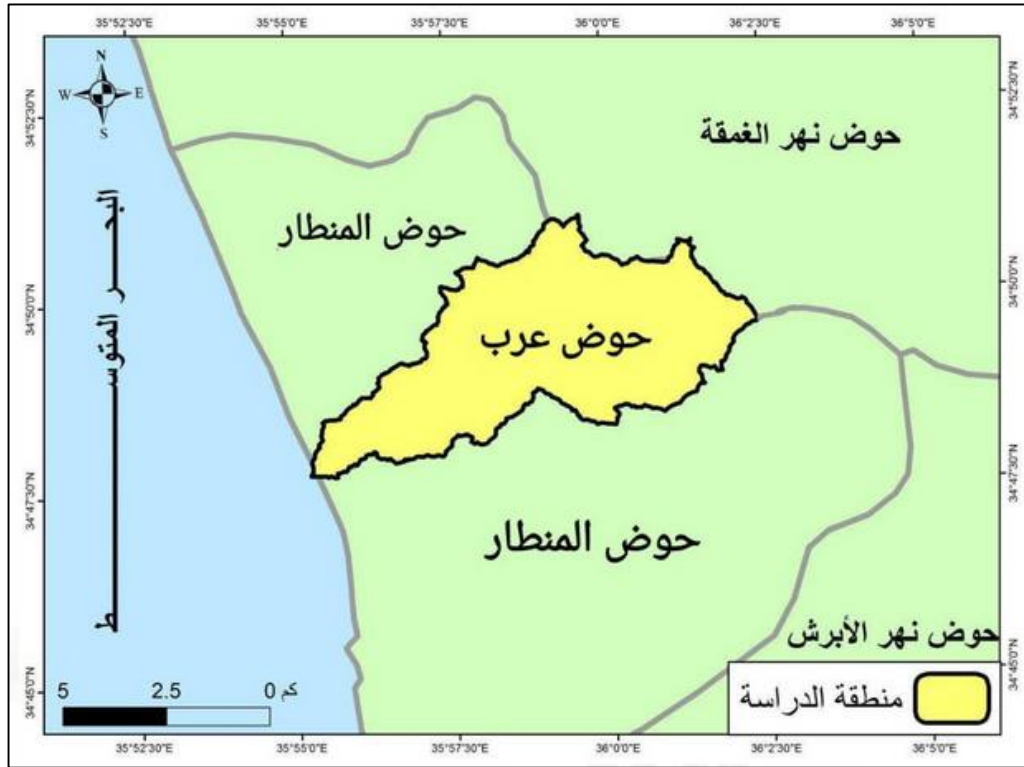 35°52'30"E 35°55'0"E 35°57'30"E 36°0'0"E 36°2'30"E 36°5'0"E
34°52'30"N
34°50'0"N
34°47'30"N
34°45'0"N
N
W E
S
البحر المتوسط
حوض نهر الغمقة
حوض المنطار
حوض عرب
حوض المنطار
حوض نهر الأبرش
منطقة الدراسة
5 2.5 0 كم
34°52'30"N
34°50'0"N
34°47'30"N
34°45'0"N
35°52'30"E 35°55'0"E 35°57'30"E 36°0'0"E 36°2'30"E 36°5'0"E